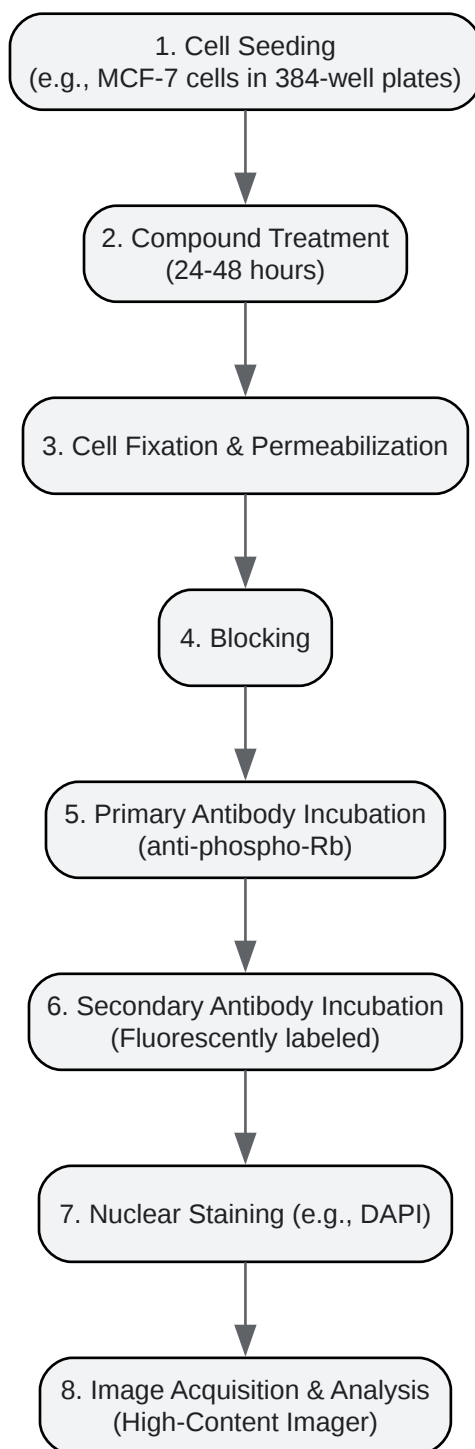 1. Cell Seeding
(e.g., MCF-7 cells in 384-well plates)
2. Compound Treatment
(24-48 hours)
3. Cell Fixation & Permeabilization
4. Blocking
5. Primary Antibody Incubation
(anti-phospho-Rb)
6. Secondary Antibody Incubation
(Fluorescently labeled)
7. Nuclear Staining (e.g., DAPI)
8. Image Acquisition & Analysis
(High-Content Imager)